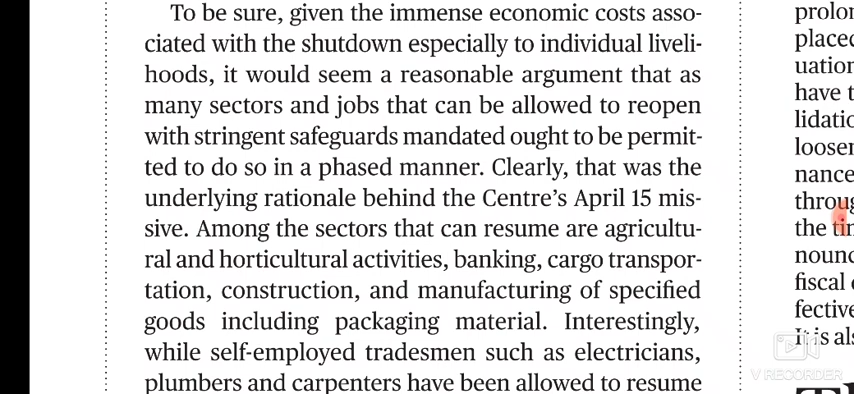 To be sure, given the immense economic costs asso-
ciated with the shutdown especially to individual liveli-
hoods, it would seem a reasonable argument that as
many sectors and jobs that can be allowed to reopen
with stringent safeguards mandated ought to be permit-
ted to do so in a phased manner. Clearly, that was the
underlying rationale behind the Centre’s April 15 mis-
sive. Among the sectors that can resume are agricultu-
ral and horticultural activities, banking, cargo transpor-
tation, construction, and manufacturing of specified
goods including packaging material. Interestingly,
while self-employed tradesmen such as electricians,
plumbers and carpenters have been allowed to resume
prolon
placed
uation
have t
lidatio
loosen
nance
throug
the tin
nounc
fiscal
fective
It is als
V RECORDER